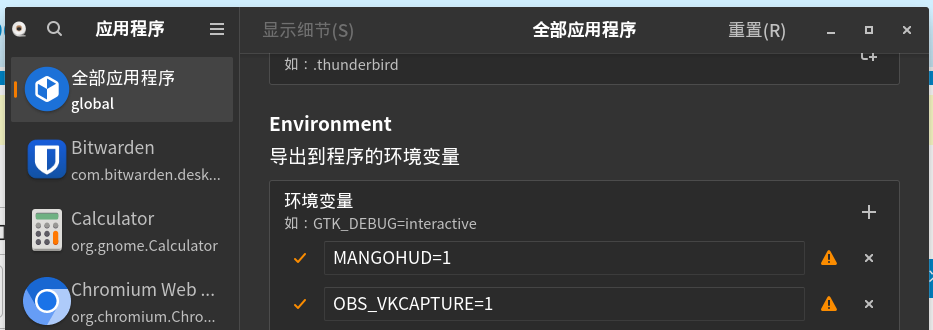 应用程序
显示细节(S)
全部应用程序
重置(R)
全部应用程序
global
Bitwarden
com.bitwarden.desk...
Calculator
org.gnome.Calculator
Chromium Web ...
org.chromium.Chro...
如：.thunderbird
Environment
导出到程序的环境变量
环境变量
如：GTK_DEBUG=interactive
MANGOHUD=1
OBS_VKCAPTURE=1